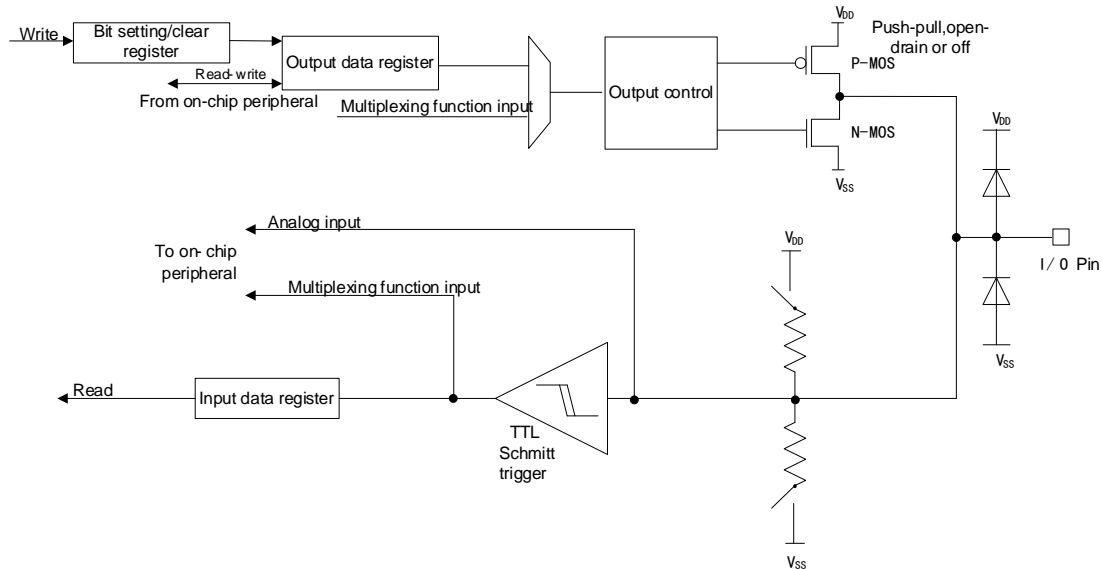 Write
Bit setting/clear
register
Read-write
From on-chip peripheral
Output data register
Multiplexing function input
Output control
VDD
Push-pull,open-
drain or off
P-MOS
N-MOS
VSS
VDD
I/O Pin
VSS
Analog input
To on-chip
peripheral
Multiplexing function input
VDD
Read
Input data register
TTL
Schmitt
trigger
VSS